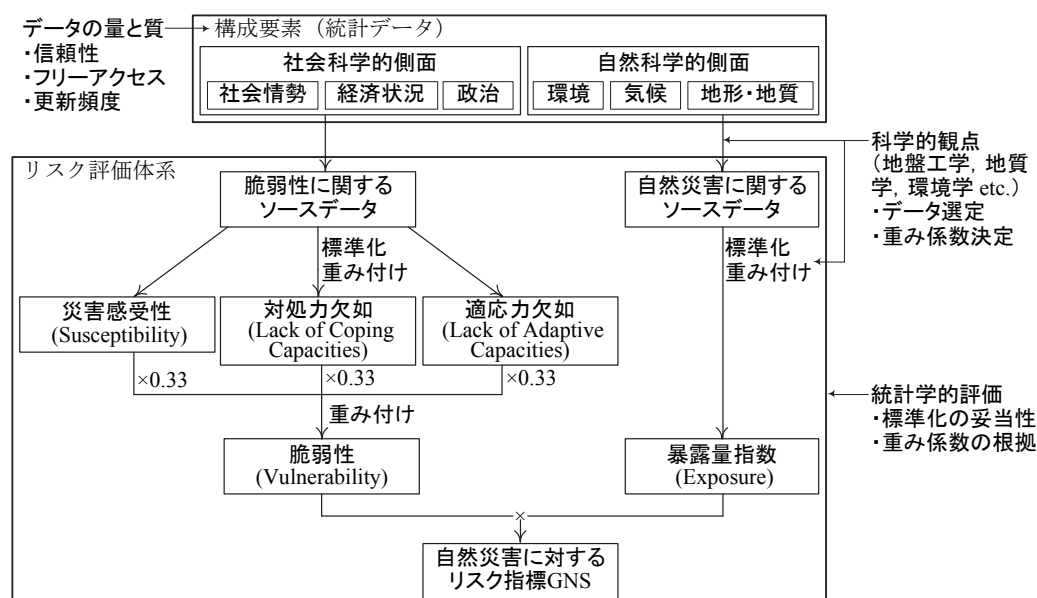 データの量と質
・信頼性
・フリーアクセス
・更新頻度
構成要素（統計データ）
社会科学的側面
社会情勢
経済状況
政治
自然科学的側面
環境
気候
地形・地質
科学的観点
（地盤工学, 地質
学, 環境学 etc.）
・データ選定
・重み係数決定
リスク評価体系
脆弱性に関する
ソースデータ
自然災害に関する
ソースデータ
標準化
重み付け
標準化
重み付け
災害感受性
(Susceptibility)
対処力欠如
(Lack of Coping
Capacities)
適応力欠如
(Lack of Adaptive
Capacities)
×0.33
×0.33
×0.33
重み付け
統計学的評価
・標準化の妥当性
・重み係数の根拠
脆弱性
(Vulnerability)
暴露量指数
(Exposure)
×
自然災害に対する
リスク指標GNS